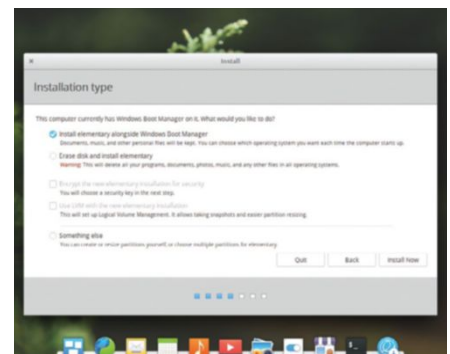 Install
Installation type
This computer currently has Windows Boot Manager on it. What would you like to do?
Install elementary alongside Windows Boot Manager
Documents, music, and other personal files will be kept. You can choose which operating system you want each time the computer starts up.
Erase disk and install elementary
Warning: This will delete all your programs, documents, photos, music, and any other files in all operating systems.
Encrypt the new elementary installation for security
You will choose a security key in the next step.
Use LVM with the new elementary installation
This will set up Logical Volume Management. It allows taking snapshots and easier partition resizing.
Something else
You can create or resize partitions yourself, or choose multiple partitions for elementary.
Quit
Back
Install Now